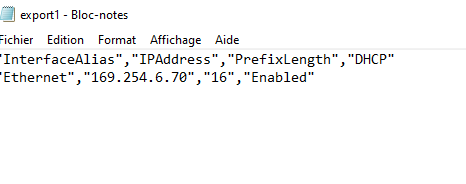 export1 - Bloc-notes
Fichier Edition Format Affichage Aide
"InterfaceAlias","IPAddress","PrefixLength","DHCP"
"Ethernet","169.254.6.70","16","Enabled"